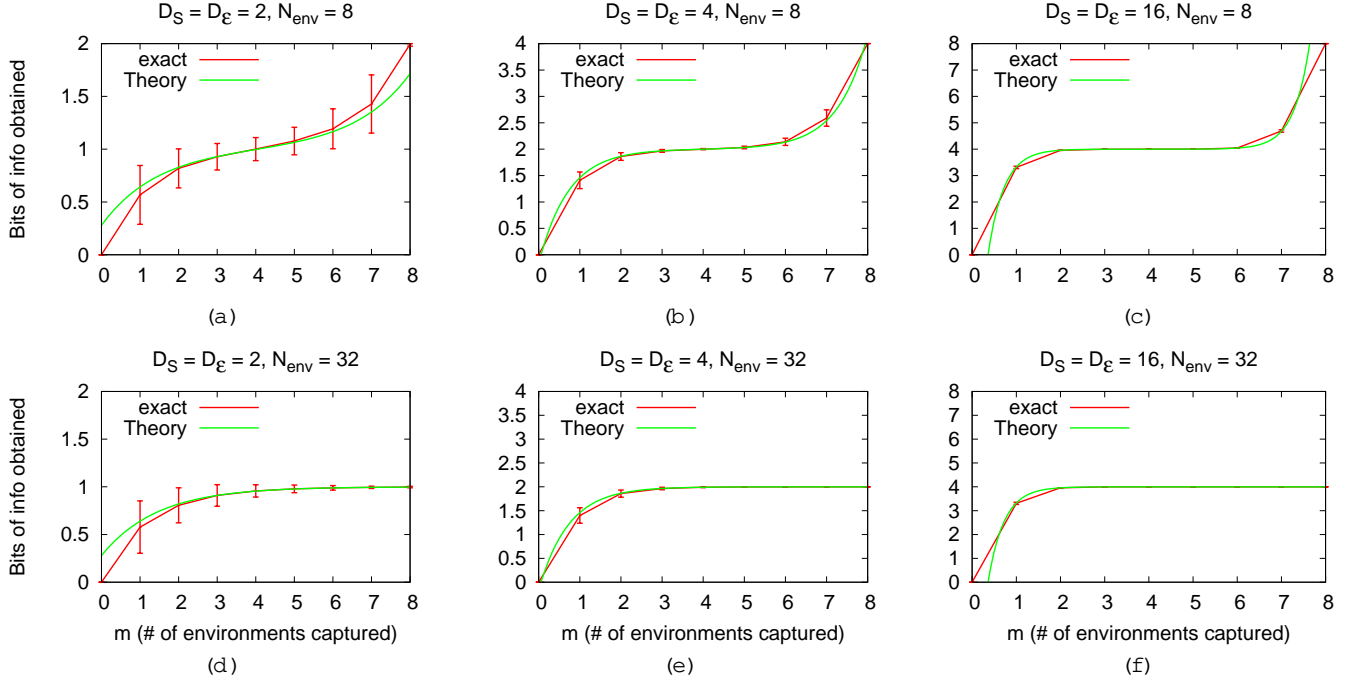 D_S = D_ε = 2, N_env = 8
D_S = D_ε = 4, N_env = 8
D_S = D_ε = 16, N_env = 8
Bits of info obtained
2
1.5
1
0.5
0
exact
Theory
0 1 2 3 4 5 6 7 8
(a)
4
3.5
3
2.5
2
1.5
1
0.5
0
exact
Theory
0 1 2 3 4 5 6 7 8
(b)
8
7
6
5
4
3
2
1
0
exact
Theory
0 1 2 3 4 5 6 7 8
(c)
D_S = D_ε = 2, N_env = 32
D_S = D_ε = 4, N_env = 32
D_S = D_ε = 16, N_env = 32
Bits of info obtained
2
1.5
1
0.5
0
exact
Theory
0 1 2 3 4 5 6 7 8
m (# of environments captured)
(d)
4
3.5
3
2.5
2
1.5
1
0.5
0
exact
Theory
0 1 2 3 4 5 6 7 8
m (# of environments captured)
(e)
8
7
6
5
4
3
2
1
0
exact
Theory
0 1 2 3 4 5 6 7 8
m (# of environments captured)
(f)